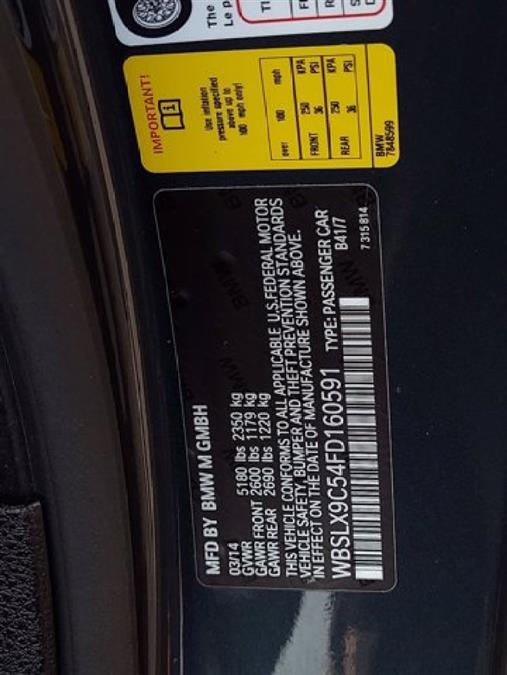 The
Le p
IMPORTANT!
Use inflation
pressure specified
above up to
100 mph only!
over 100 mph
KPA PSI
FRONT 250 36
KPA PSI
REAR 250 36
BMW
7848599
MFD BY BMW M GMBH
03/14
GVWR 5180 lbs 2350 kg
GAWR FRONT 2600 lbs 1179 kg
GAWR REAR 2690 lbs 1220 kg
THIS VEHICLE CONFORMS TO ALL APPLICABLE U.S.FEDERAL MOTOR
VEHICLE SAFETY, BUMPER AND THEFT PREVENTION STANDARDS
IN EFFECT ON THE DATE OF MANUFACTURE SHOWN ABOVE.
WBSLX9C54FD160591 TYPE: PASSENGER CAR
B41/7
7 315 814